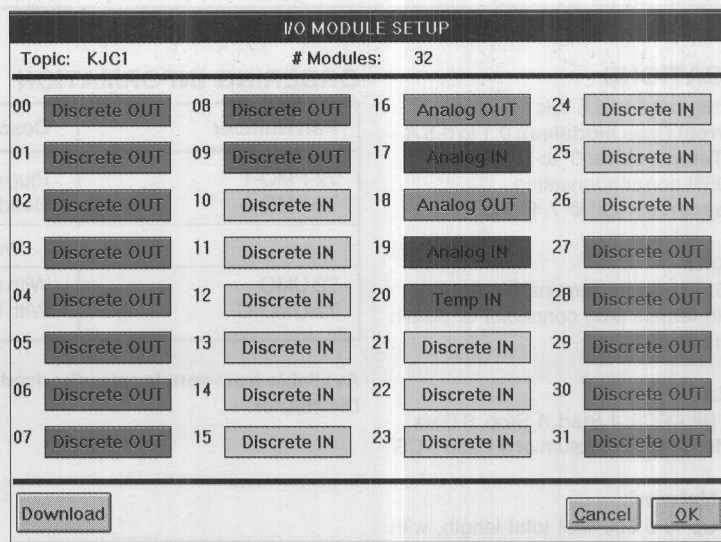 I/O MODULE SETUP
Topic: KJC1 # Modules: 32
00 Discrete OUT 08 Discrete OUT 16 Analog OUT 24 Discrete IN
01 Discrete OUT 09 Discrete OUT 17 Analog IN 25 Discrete IN
02 Discrete OUT 10 Discrete IN 18 Analog OUT 26 Discrete IN
03 Discrete OUT 11 Discrete IN 19 Analog IN 27 Discrete OUT
04 Discrete OUT 12 Discrete IN 20 Temp IN 28 Discrete OUT
05 Discrete OUT 13 Discrete IN 21 Discrete IN 29 Discrete OUT
06 Discrete OUT 14 Discrete IN 22 Discrete IN 30 Discrete OUT
07 Discrete OUT 15 Discrete IN 23 Discrete IN 31 Discrete OUT
Download Cancel OK